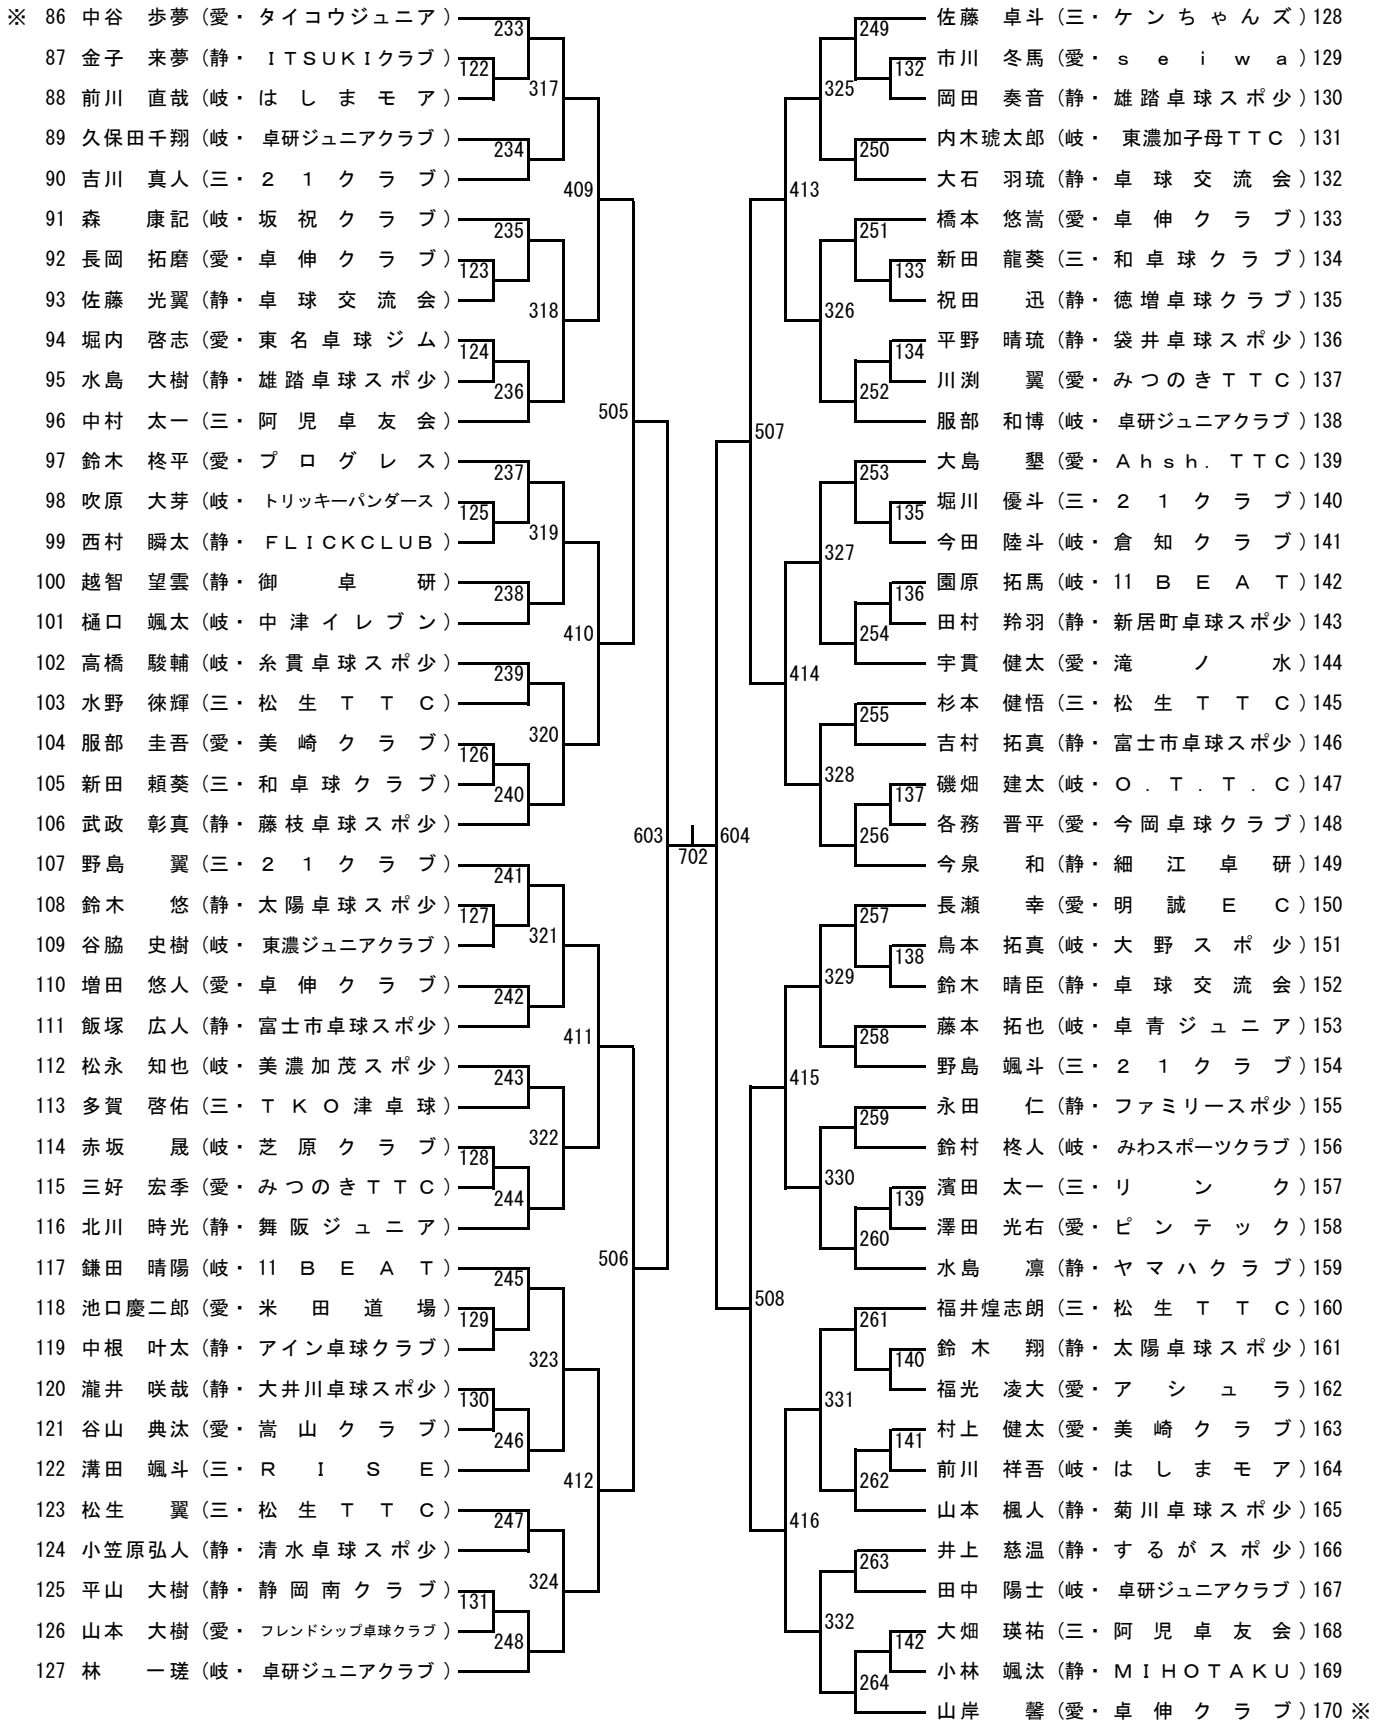 ※ 86 中谷 歩夢 (愛・タイコウジュニア)
87 金子 来夢 (静・ITSUKIクラブ)
88 前川 直哉 (岐・はしまモア)
89 久保田千翔 (岐・卓研ジュニアクラブ)
90 吉川 真人 (三・21クラブ)
91 森 康記 (岐・坂祝クラブ)
92 長岡 拓磨 (愛・卓伸クラブ)
93 佐藤 光翼 (静・卓球交流会)
94 堀内 啓志 (愛・東名卓球ジム)
95 水島 大樹 (静・雄踏卓球スポ少)
96 中村 太一 (三・阿児卓友会)
97 鈴木 柊平 (愛・プログレス)
98 吹原 大芽 (岐・トリッキーパンダース)
99 西村 瞬太 (静・FLICKCLUB)
100 越智 望雲 (静・御卓研)
101 樋口 颯太 (岐・中津イレブン)
102 高橋 駿輔 (岐・糸貫卓球スポ少)
103 水野 徠輝 (三・松生TTC)
104 服部 圭吾 (愛・美崎クラブ)
105 新田 頼葵 (三・和卓球クラブ)
106 武政 彰真 (静・藤枝卓球スポ少)
107 野島 翼 (三・21クラブ)
108 鈴木 悠 (静・太陽卓球スポ少)
109 谷脇 史樹 (岐・東濃ジュニアクラブ)
110 増田 悠人 (愛・卓伸クラブ)
111 飯塚 広人 (静・富士市卓球スポ少)
112 松永 知也 (岐・美濃加茂スポ少)
113 多賀 啓佑 (三・TKO津卓球)
114 赤坂 晟 (岐・芝原クラブ)
115 三好 宏季 (愛・みつのきTTC)
116 北川 時光 (静・舞阪ジュニア)
117 鎌田 晴陽 (岐・11BEAT)
118 池口慶二郎 (愛・米田道場)
119 中根 叶太 (静・アイン卓球クラブ)
120 瀧井 咲哉 (静・大井川卓球スポ少)
121 谷山 典汰 (愛・嵩山クラブ)
122 溝田 颯斗 (三・RISE)
123 松生 翼 (三・松生TTC)
124 小笠原弘人 (静・清水卓球スポ少)
125 平山 大樹 (静・静岡南クラブ)
126 山本 大樹 (愛・フレンドシップ卓球クラブ)
127 林 一瑳 (岐・卓研ジュニアクラブ)
233
122
317
234
409
235
123
318
124
236
505
237
125
319
238
410
239
320
126
240
603
702
604
241
127
321
242
411
243
322
128
244
506
245
129
323
130
246
412
247
324
131
248
249
132
325
250
413
251
133
326
134
252
507
253
135
327
136
254
414
255
328
137
256
257
138
329
258
415
259
330
139
260
508
261
140
331
141
262
416
263
332
142
264
佐藤 卓斗 (三・ケンちゃんズ) 128
市川 冬馬 (愛・seiwa) 129
岡田 奏音 (静・雄踏卓球スポ少) 130
内木琥太郎 (岐・東濃加子母TTC) 131
大石 羽琉 (静・卓球交流会) 132
橋本 悠嵩 (愛・卓伸クラブ) 133
新田 龍葵 (三・和卓球クラブ) 134
祝田 迅 (静・徳増卓球クラブ) 135
平野 晴琉 (静・袋井卓球スポ少) 136
川渕 翼 (愛・みつのきTTC) 137
服部 和博 (岐・卓研ジュニアクラブ) 138
大島 墾 (愛・Ahsh.TTC) 139
堀川 優斗 (三・21クラブ) 140
今田 陸斗 (岐・倉知クラブ) 141
園原 拓馬 (岐・11BEAT) 142
田村 羚羽 (静・新居町卓球スポ少) 143
宇貫 健太 (愛・滝ノ水) 144
杉本 健悟 (三・松生TTC) 145
吉村 拓真 (静・富士市卓球スポ少) 146
磯畑 建太 (岐・O.T.T.C) 147
各務 晋平 (愛・今岡卓球クラブ) 148
今泉 和 (静・細江卓研) 149
長瀬 幸 (愛・明誠EC) 150
鳥本 拓真 (岐・大野スポ少) 151
鈴木 晴臣 (静・卓球交流会) 152
藤本 拓也 (岐・卓青ジュニア) 153
野島 颯斗 (三・21クラブ) 154
永田 仁 (静・ファミリースポ少) 155
鈴村 柊人 (岐・みわスポーツクラブ) 156
濱田 太一 (三・リンク) 157
澤田 光右 (愛・ピンテック) 158
水島 凛 (静・ヤマハクラブ) 159
福井煌志朗 (三・松生TTC) 160
鈴木 翔 (静・太陽卓球スポ少) 161
福光 凌大 (愛・アシュラ) 162
村上 健太 (愛・美崎クラブ) 163
前川 祥吾 (岐・はしまモア) 164
山本 楓人 (静・菊川卓球スポ少) 165
井上 慈温 (静・するがスポ少) 166
田中 陽士 (岐・卓研ジュニアクラブ) 167
大畑 瑛祐 (三・阿児卓友会) 168
小林 颯汰 (静・MIHOTAKU) 169
山岸 馨 (愛・卓伸クラブ) 170 ※